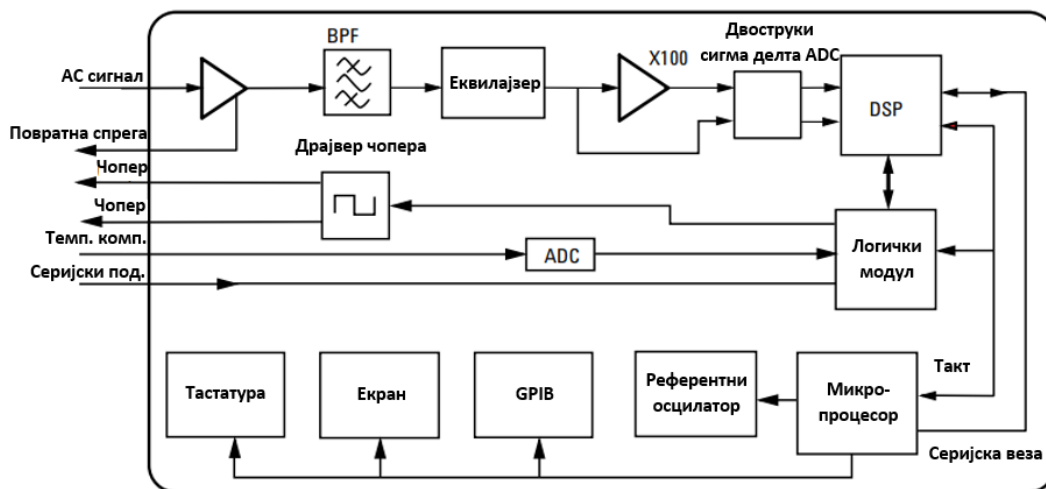 Двоструки
сигма делта ADC
BPF
X100
АС сигнал
Еквилајзер
DSP
Повратна спрега
Драјвер чопера
Чопер
Чопер
Темп. комп.
ADC
Логички
модул
Серијски под.
Такт
Тастатура
Екран
GPIB
Референтни
осцилатор
Микро-
процесор
Серијска веза